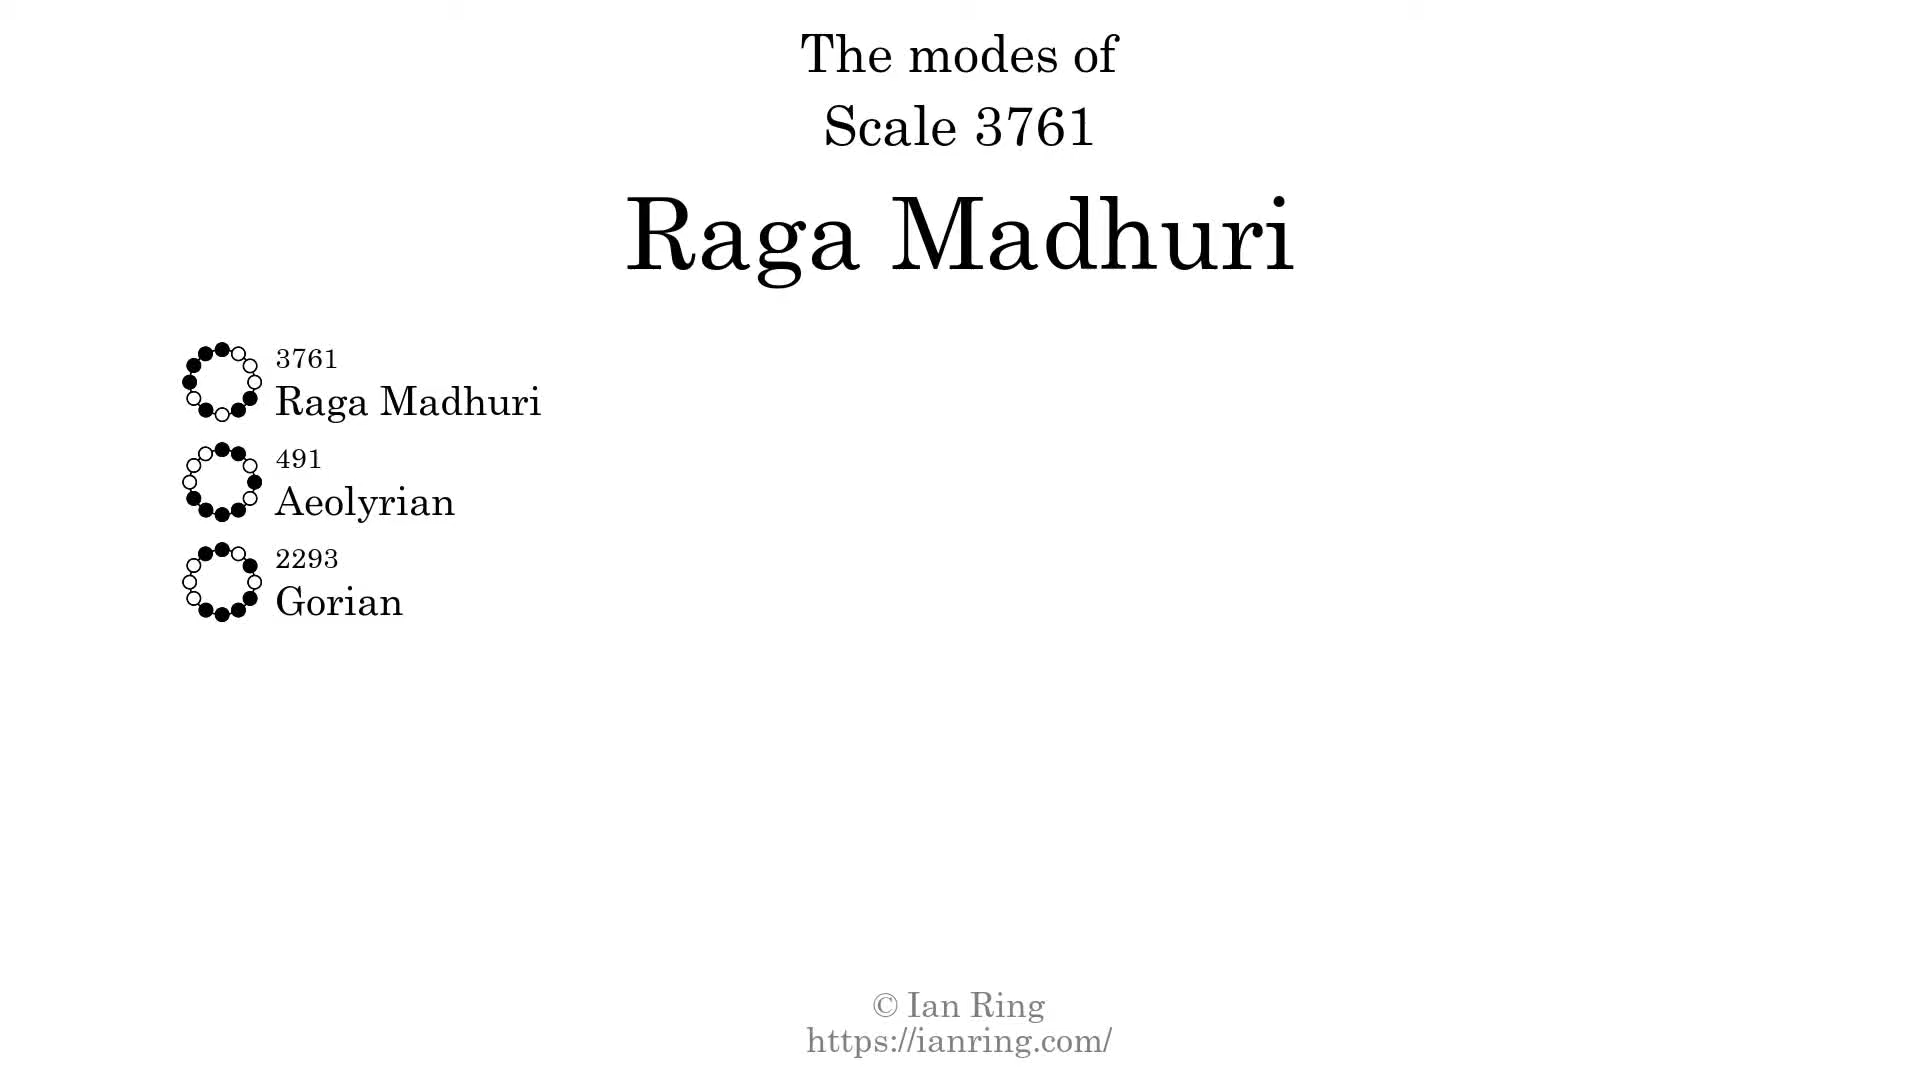 The modes of
Scale 3761
Raga Madhuri
3761
Raga Madhuri
491
Aeolyrian
2293
Gorian
© Ian Ring
https://ianring.com/